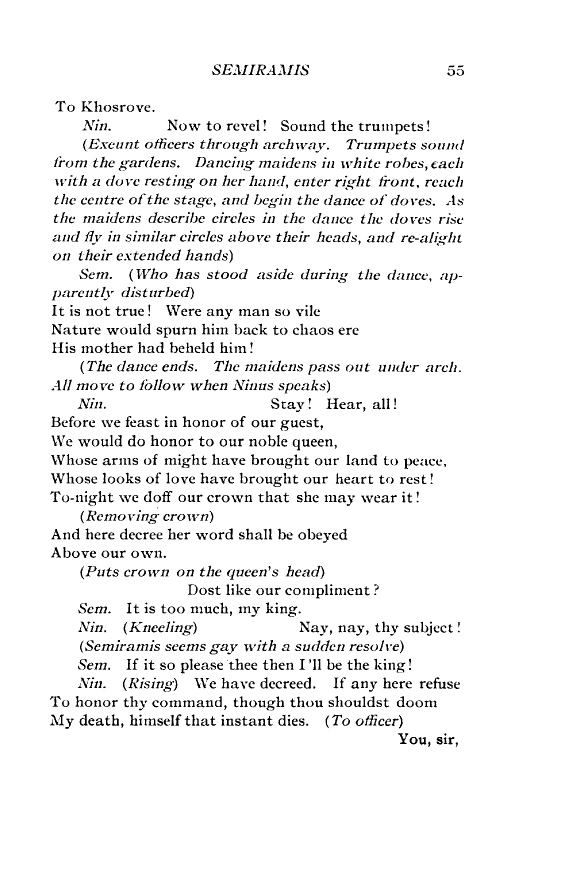 SEMIRAMIS 55
To Khosrove.
Nin. Now to revel! Sound the trumpets!
(Exeunt officers through archway. Trumpets sound
from the gardens. Dancing maidens in white robes, each
with a dove resting on her hand, enter right front, reach
the centre of the stage, and begin the dance of doves. As
the maidens describe circles in the dance the doves rise
and fly in similar circles above their heads, and re-alight
on their extended hands)
Sem. (Who has stood aside during the dance, ap-
parently disturbed)
It is not true! Were any man so vile
Nature would spurn him back to chaos ere
His mother had beheld him!
(The dance ends. The maidens pass out under arch.
All move to follow when Ninus speaks)
Nin. Stay! Hear, all!
Before we feast in honor of our guest,
We would do honor to our noble queen,
Whose arms of might have brought our land to peace,
Whose looks of love have brought our heart to rest!
To-night we doff our crown that she may wear it!
(Removing crown)
And here decree her word shall be obeyed
Above our own.
(Puts crown on the queen's head)
Dost like our compliment?
Sem. It is too much, my king.
Nin. (Kneeling) Nay, nay, thy subject!
(Semiramis seems gay with a sudden resolve)
Sem. If it so please thee then I'll be the king!
Nin. (Rising) We have decreed. If any here refuse
To honor thy command, though thou shouldst doom
My death, himself that instant dies. (To officer)
You, sir,